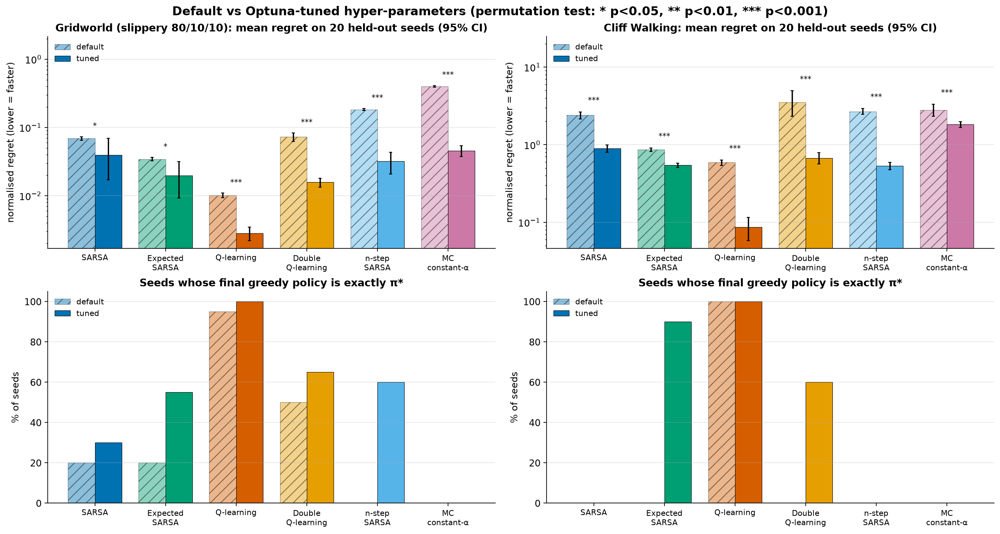 Default vs Optuna-tuned hyper-parameters (permutation test: * p<0.05, ** p<0.01, *** p<0.001)
Gridworld (slippery 80/10/10): mean regret on 20 held-out seeds (95% CI)
normalised regret (lower = faster)
10⁰
10⁻¹
10⁻²
default
tuned
*
*
***
***
***
***
SARSA
Expected
SARSA
Q-learning
Double
Q-learning
n-step
SARSA
MC
constant-α
Cliff Walking: mean regret on 20 held-out seeds (95% CI)
normalised regret (lower = faster)
10¹
10⁰
10⁻¹
default
tuned
***
***
***
***
***
***
SARSA
Expected
SARSA
Q-learning
Double
Q-learning
n-step
SARSA
MC
constant-α
Seeds whose final greedy policy is exactly π*
% of seeds
100
80
60
40
20
0
default
tuned
SARSA
Expected
SARSA
Q-learning
Double
Q-learning
n-step
SARSA
MC
constant-α
Seeds whose final greedy policy is exactly π*
% of seeds
100
80
60
40
20
0
default
tuned
SARSA
Expected
SARSA
Q-learning
Double
Q-learning
n-step
SARSA
MC
constant-α